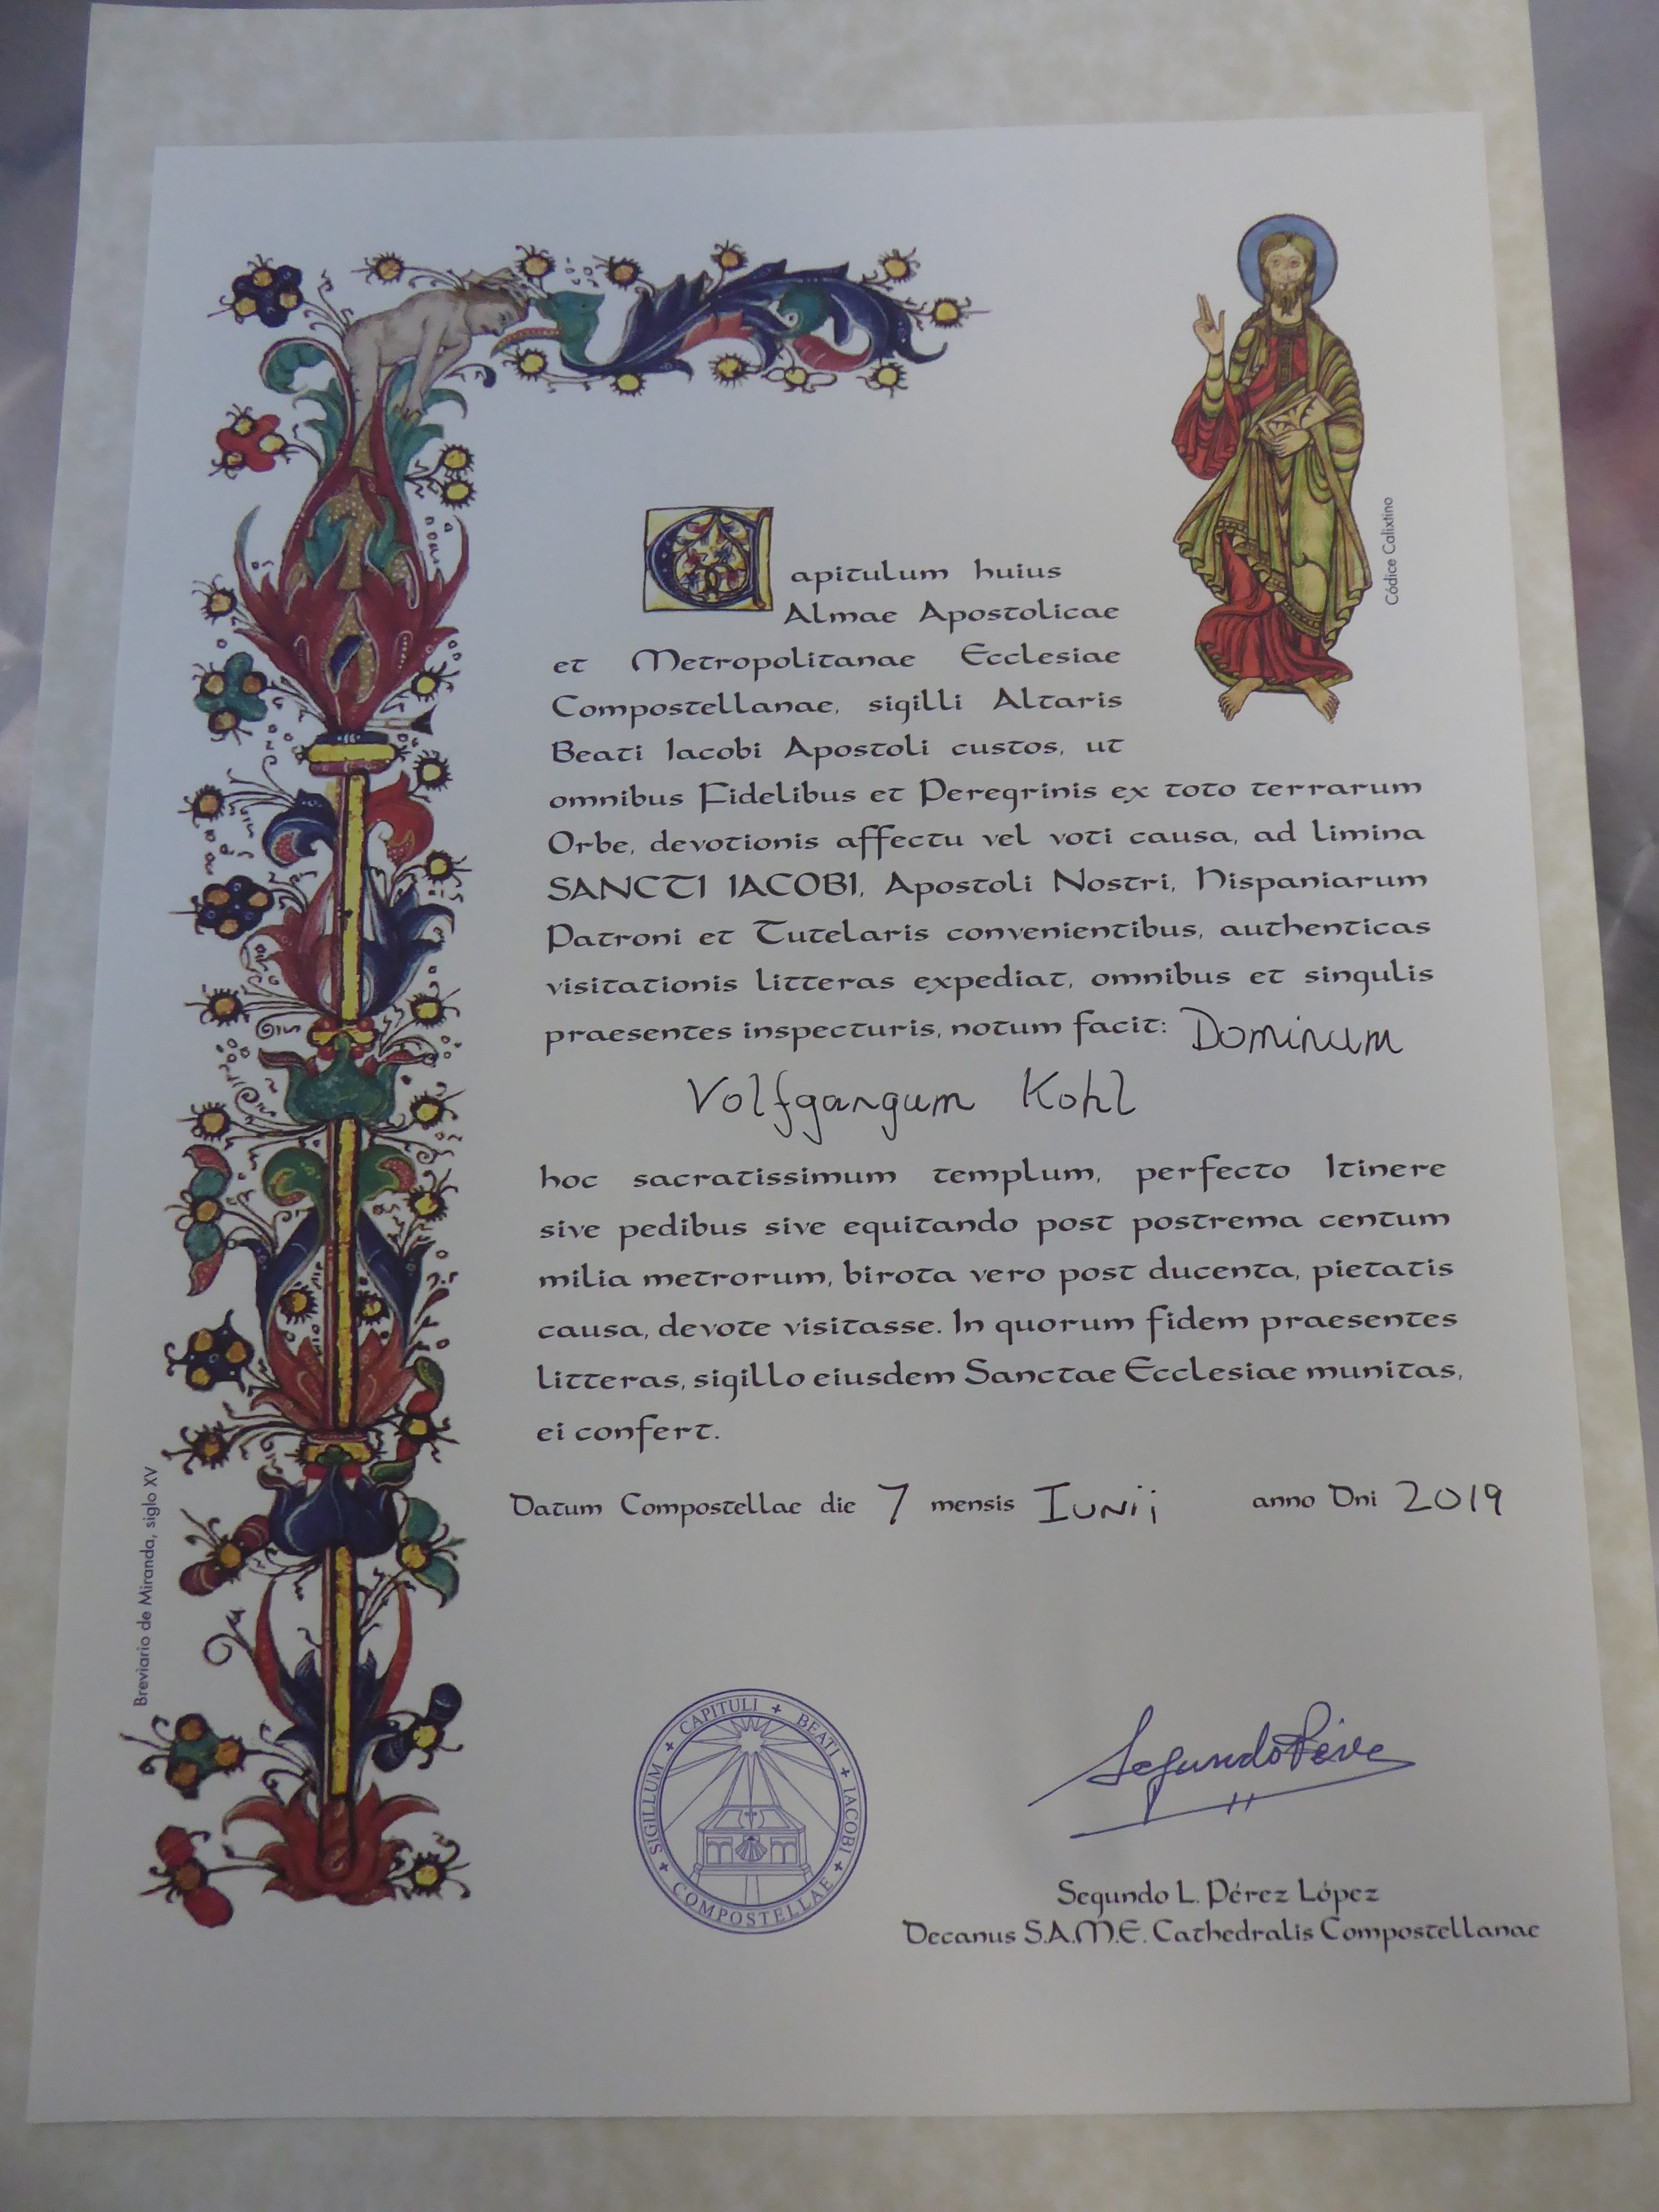 Capitulum huius
Almae Apostolicae
et Metropolitanae Ecclesiae
Compostellanae, sigilli Altaris
Beati Iacobi Apostoli custos, ut
omnibus Fidelibus et Peregrinis ex toto terrarum
Orbe, devotionis affectu vel voti causa, ad limina
SANCTI IACOBI, Apostoli Nostri, Hispaniarum
Patroni et Tutelaris convenientibus, authenticas
visitationis litteras expediat, omnibus et singulis
praesentes inspecturis, notum facit: Dominum
Volfgangum Kohl
hoc sacratissimum templum, perfecto Itinere
sive pedibus sive equitando post postrema centum
milia metrorum, birota vero post ducenta, pietatis
causa, devote visitasse. In quorum fidem praesentes
litteras, sigillo eiusdem Sanctae Ecclesiae munitas,
ei confert.
Datum Compostellae die 7 mensis Iunii anno Dni 2019
Códice Calixtino
Breviario de Miranda, siglo XV
SIGILLUM + CAPITULI + BEATI + IACOBI + COMPOSTELLAE +
Segundo Pérez
Segundo L. Pérez López
Decanus S.A.M.E. Cathedralis Compostellanae